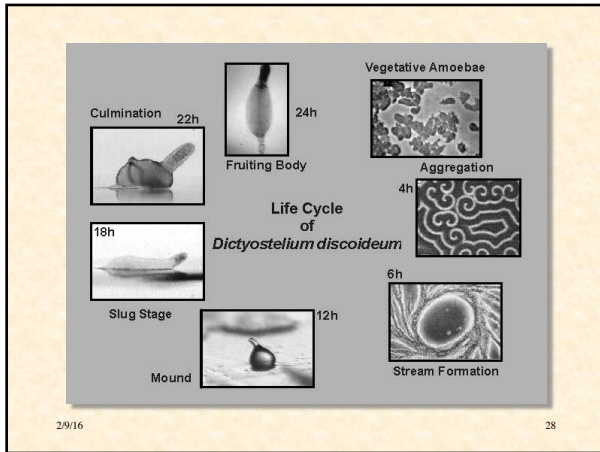 Vegetative Amoebae
Culmination
22h
24h
Fruiting Body
Aggregation
4h
Life Cycle
of
Dictyostelium discoideum
18h
6h
Slug Stage
12h
Mound
Stream Formation
2/9/16
28